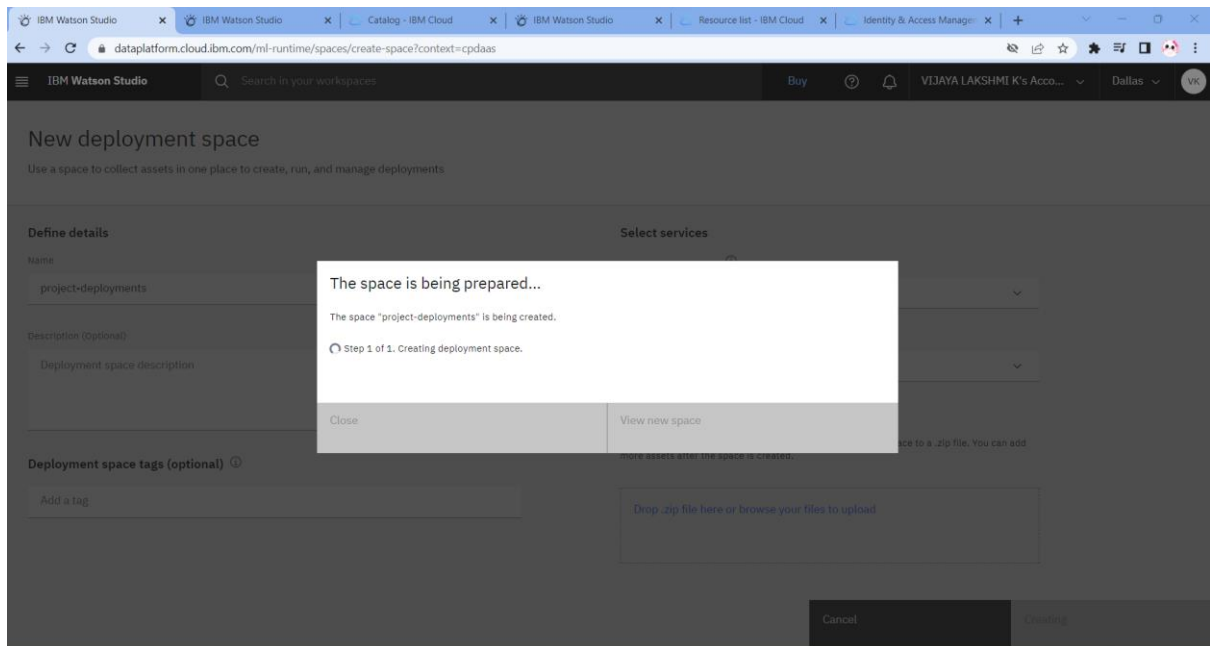 IBM Watson Studio
IBM Watson Studio
Catalog - IBM Cloud
IBM Watson Studio
Resource list - IBM Cloud
Identity & Access Manage
dataplatform.cloud.ibm.com/ml-runtime/spaces/create-space?context=cpdaas
IBM Watson Studio
Search in your workspaces
Buy
VIJAYA LAKSHMI K's Acco...
Dallas
VK
New deployment space
Use a space to collect assets in one place to create, run, and manage deployments
Define details
Name
project-deployments
Description (Optional)
Deployment space description
Deployment space tags (optional)
Add a tag
Select services
The space is being prepared...
The space "project-deployments" is being created.
Step 1 of 1. Creating deployment space.
Close
View new space
ace to a .zip file. You can add
more assets after the space is created.
Drop .zip file here or browse your files to upload
Cancel
Creating